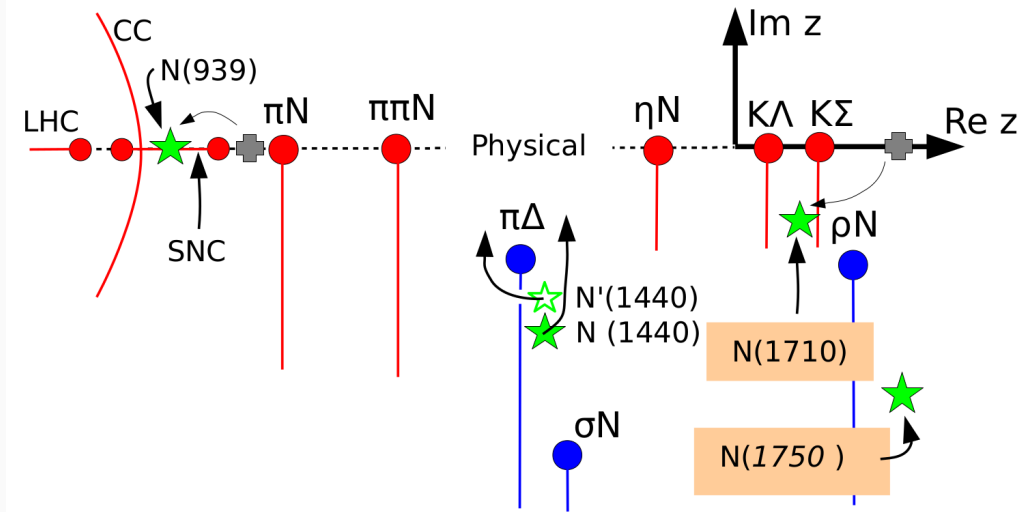 CC
N(939)
LHC
SNC
πN
ππN
Physical
ηN
Im z
KΛ
KΣ
Re z
πΔ
N'(1440)
N (1440)
σN
ρN
N(1710)
N(1750 )